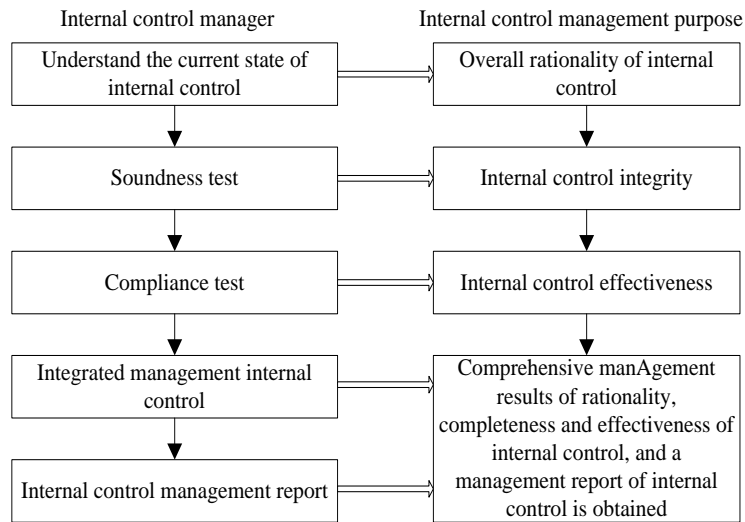 Internal control manager
Internal control management purpose
Understand the current state of
internal control
Overall rationality of internal
control
Soundness test
Internal control integrity
Compliance test
Internal control effectiveness
Integrated management internal
control
Comprehensive manAgement
results of rationality,
completeness and effectiveness of
internal control, and a
management report of internal
control is obtained
Internal control management report